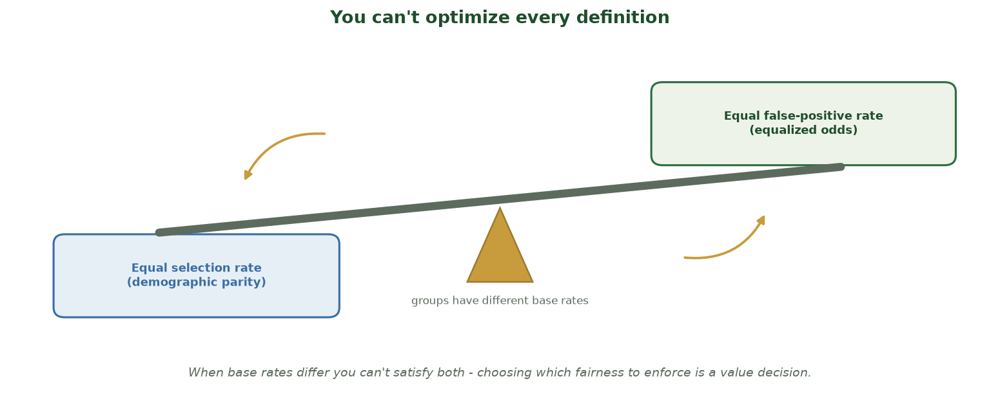 You can't optimize every definition
Equal false-positive rate
(equalized odds)
Equal selection rate
(demographic parity)
groups have different base rates
When base rates differ you can't satisfy both - choosing which fairness to enforce is a value decision.